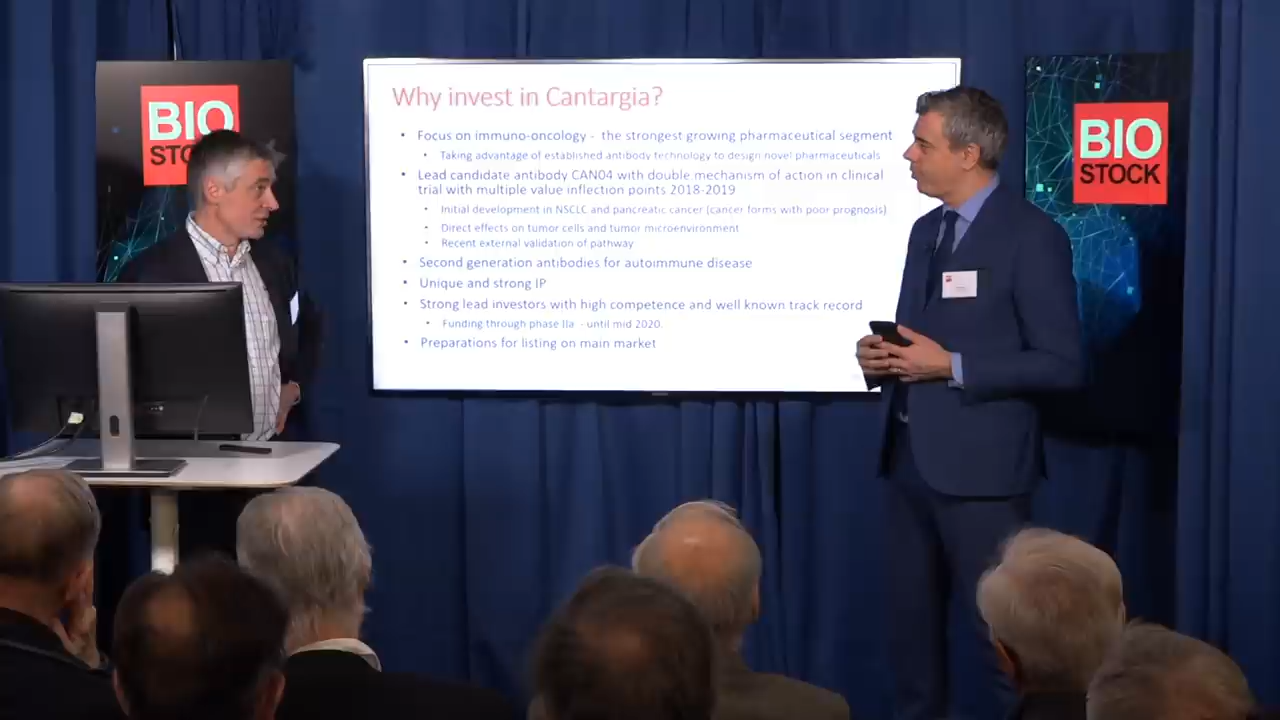 BIO
STO
Why invest in Cantargia?
• Focus on immuno-oncology - the strongest growing pharmaceutical segment
• Taking advantage of established antibody technology to design novel pharmaceuticals
• Lead candidate antibody CAN04 with double mechanism of action in clinical
trial with multiple value inflection points 2018-2019
• Initial development in NSCLC and pancreatic cancer (cancer forms with poor prognosis)
• Direct effects on tumor cells and tumor microenvironment
• Recent external validation of pathway
• Second generation antibodies for autoimmune disease
• Unique and strong IP
• Strong lead investors with high competence and well known track record
• Funding through phase IIa - until mid 2020.
• Preparations for listing on main market
BIO
STOCK